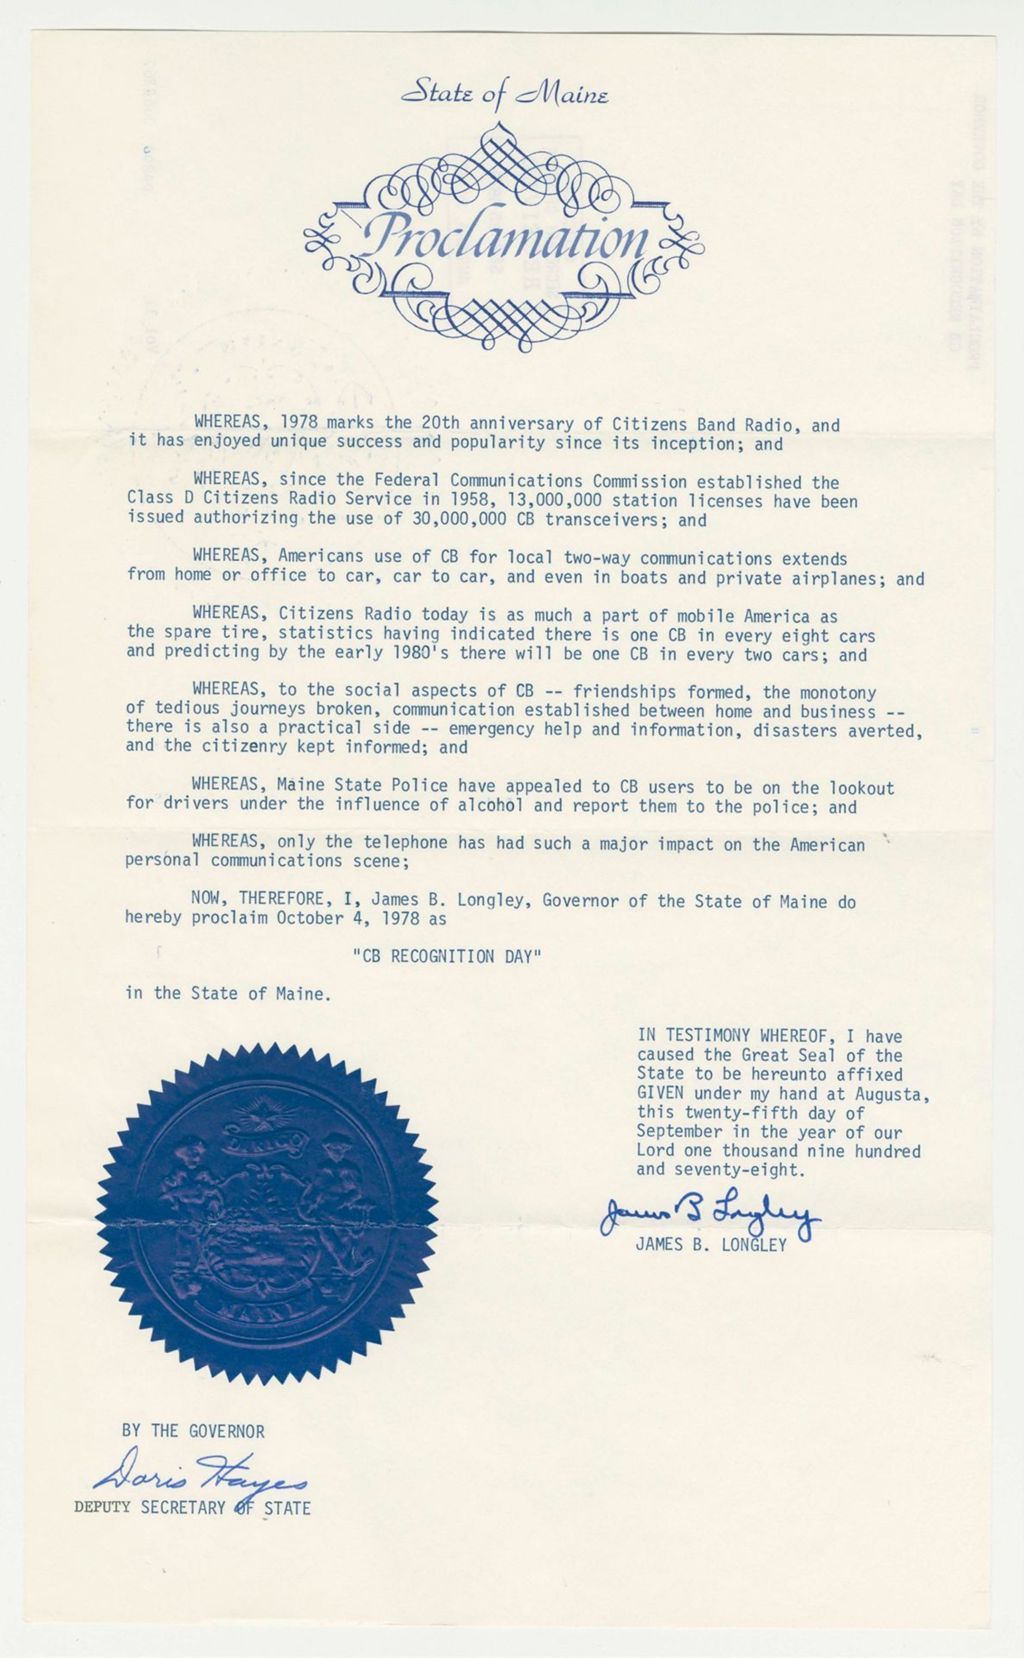 State of Maine
Proclamation
WHEREAS, 1978 marks the 20th anniversary of Citizens Band Radio, and
it has enjoyed unique success and popularity since its inception; and
WHEREAS, since the Federal Communications Commission established the
Class D Citizens Radio Service in 1958, 13,000,000 station licenses have been
issued authorizing the use of 30,000,000 CB transceivers; and
WHEREAS, Americans use of CB for local two-way communications extends
from home or office to car, car to car, and even in boats and private airplanes; and
WHEREAS, Citizens Radio today is as much a part of mobile America as
the spare tire, statistics having indicated there is one CB in every eight cars
and predicting by the early 1980's there will be one CB in every two cars; and
WHEREAS, to the social aspects of CB -- friendships formed, the monotony
of tedious journeys broken, communication established between home and business --
there is also a practical side -- emergency help and information, disasters averted,
and the citizenry kept informed; and
WHEREAS, Maine State Police have appealed to CB users to be on the lookout
for drivers under the influence of alcohol and report them to the police; and
WHEREAS, only the telephone has had such a major impact on the American
personal communications scene;
NOW, THEREFORE, I, James B. Longley, Governor of the State of Maine do
hereby proclaim October 4, 1978 as
"CB RECOGNITION DAY"
in the State of Maine.
IN TESTIMONY WHEREOF, I have
caused the Great Seal of the
State to be hereunto affixed
GIVEN under my hand at Augusta,
this twenty-fifth day of
September in the year of our
Lord one thousand nine hundred
and seventy-eight.
James B Longley
JAMES B. LONGLEY
DIRIGO
MAINE
BY THE GOVERNOR
Doris Hayes
DEPUTY SECRETARY OF STATE